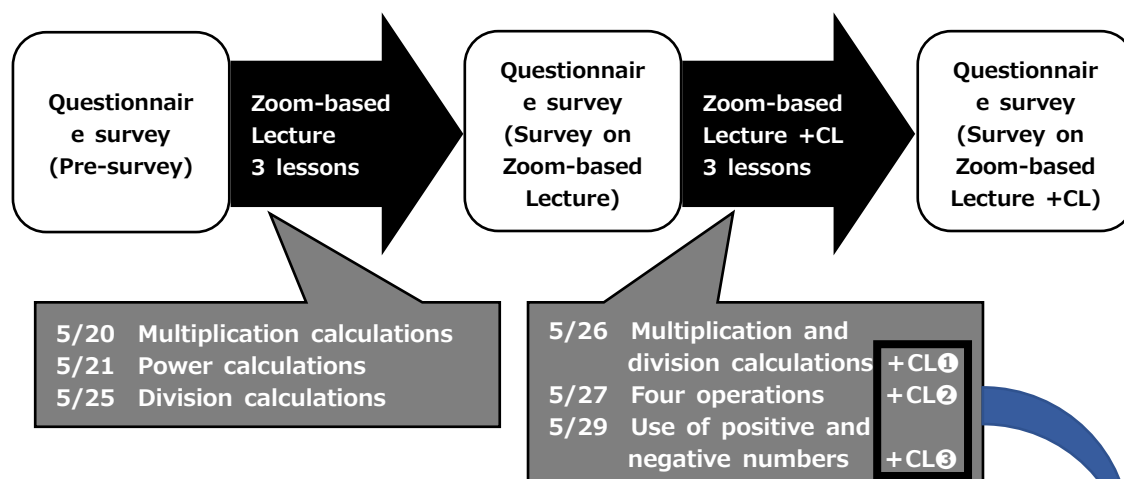 Questionnair
e survey
(Pre-survey)
Zoom-based
Lecture
3 lessons
Questionnair
e survey
(Survey on
Zoom-based
Lecture)
Zoom-based
Lecture +CL
3 lessons
Questionnair
e survey
(Survey on
Zoom-based
Lecture +CL)
5/20 Multiplication calculations
5/21 Power calculations
5/25 Division calculations
5/26 Multiplication and
division calculations +CL❶
5/27 Four operations +CL❷
5/29 Use of positive and
negative numbers +CL❸